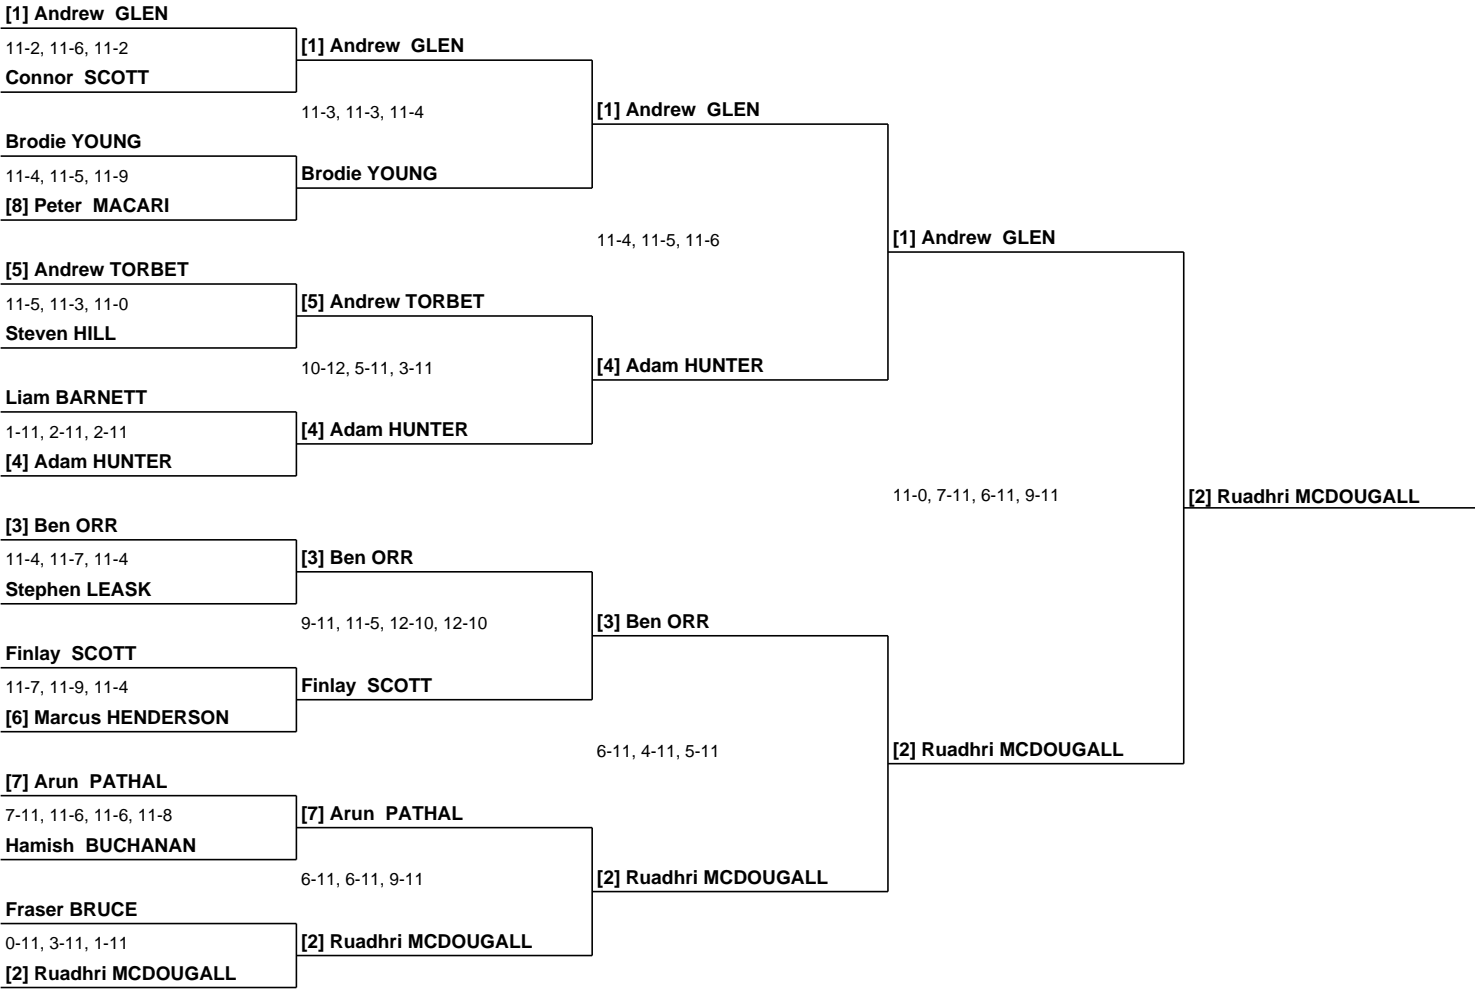 [1] Andrew  GLEN
11-2, 11-6, 11-2
Connor  SCOTT
Brodie YOUNG
11-4, 11-5, 11-9
[8] Peter  MACARI
[5] Andrew TORBET
11-5, 11-3, 11-0
Steven HILL
Liam BARNETT
1-11, 2-11, 2-11
[4] Adam HUNTER
[3] Ben ORR
11-4, 11-7, 11-4
Stephen LEASK
Finlay  SCOTT
11-7, 11-9, 11-4
[6] Marcus HENDERSON
[7] Arun  PATHAL
7-11, 11-6, 11-6, 11-8
Hamish  BUCHANAN
Fraser BRUCE
0-11, 3-11, 1-11
[2] Ruadhri MCDOUGALL
[1] Andrew  GLEN
11-3, 11-3, 11-4
Brodie YOUNG
[5] Andrew TORBET
10-12, 5-11, 3-11
[4] Adam HUNTER
[3] Ben ORR
9-11, 11-5, 12-10, 12-10
Finlay  SCOTT
[7] Arun  PATHAL
6-11, 6-11, 9-11
[2] Ruadhri MCDOUGALL
[1] Andrew  GLEN
11-4, 11-5, 11-6
[4] Adam HUNTER
[3] Ben ORR
6-11, 4-11, 5-11
[2] Ruadhri MCDOUGALL
[1] Andrew  GLEN
11-0, 7-11, 6-11, 9-11
[2] Ruadhri MCDOUGALL
[2] Ruadhri MCDOUGALL